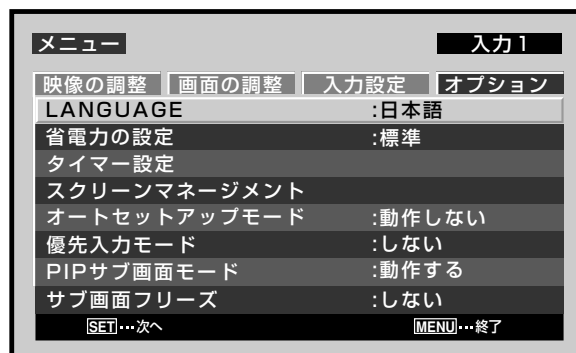 メニュー 入力1
映像の調整 画面の調整 入力設定 オプション
LANGUAGE :日本語
省電力の設定 :標準
タイマー設定
スクリーンマネージメント
オートセットアップモード :動作しない
優先入力モード :しない
PIPサブ画面モード :動作する
サブ画面フリーズ :しない
SET…次へ MENU…終了